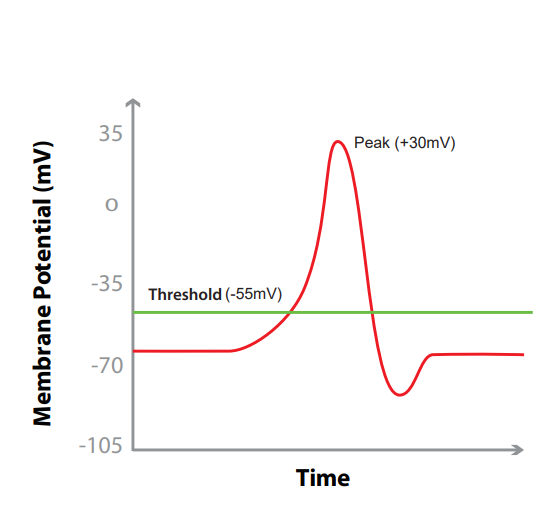 Membrane Potential (mV)
35
Peak (+30mV)
0
-35
Threshold (-55mV)
-70
-105
Time